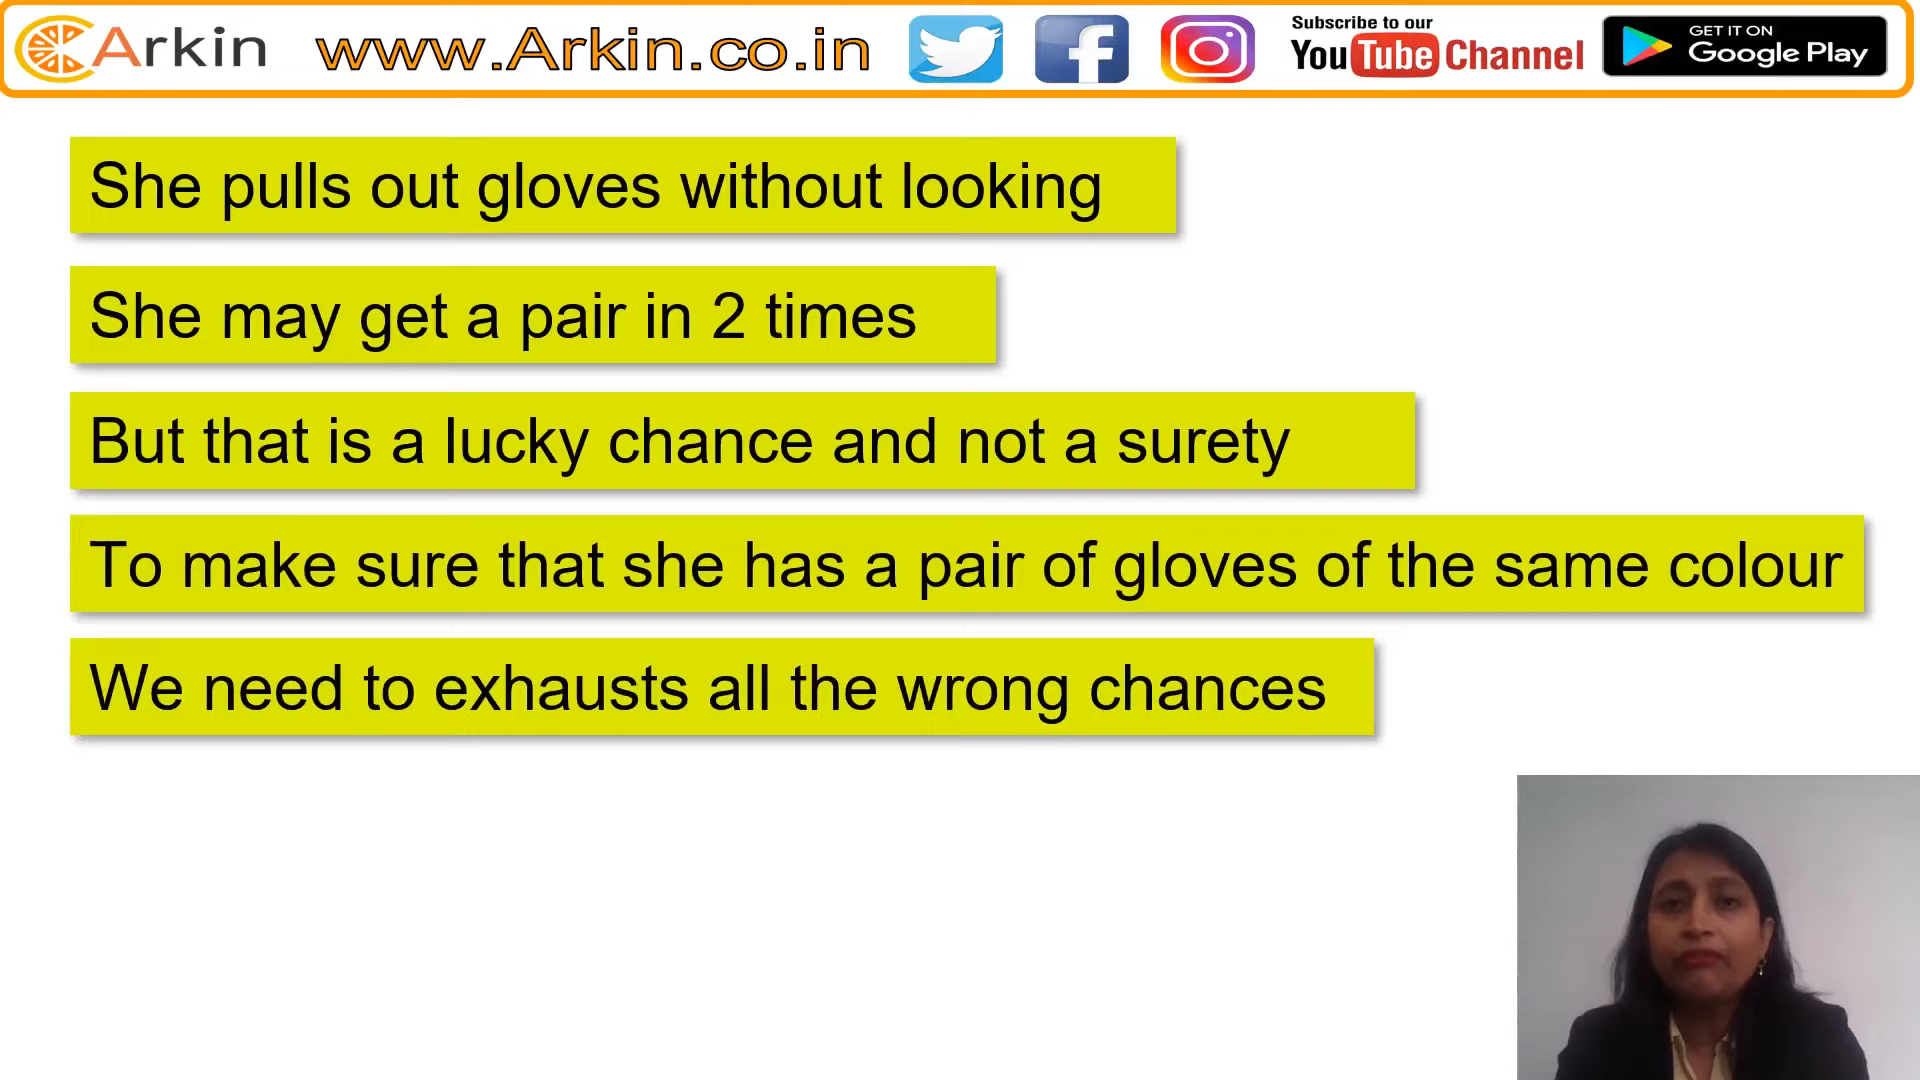 Arkin
www.Arkin.co.in
Subscribe to our
YouTube Channel
GET IT ON
Google Play
She pulls out gloves without looking
She may get a pair in 2 times
But that is a lucky chance and not a surety
To make sure that she has a pair of gloves of the same colour
We need to exhausts all the wrong chances